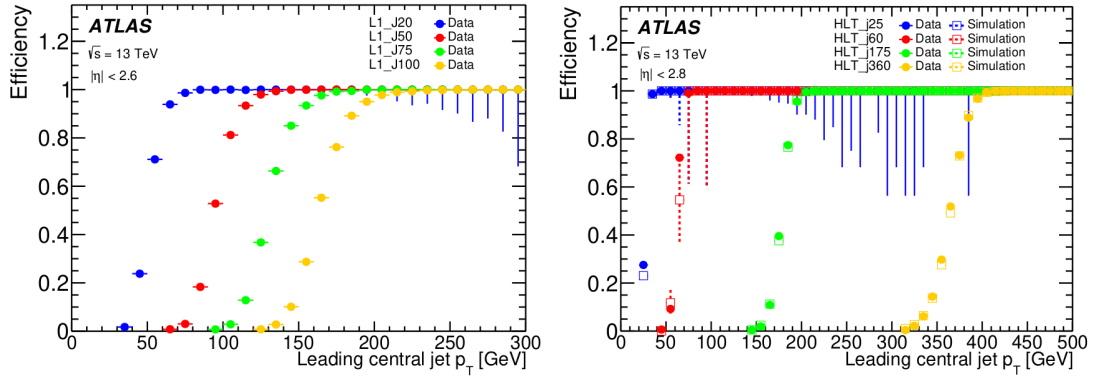 ATLAS
√s = 13 TeV
|η| < 2.6
L1_J20 Data
L1_J50 Data
L1_J75 Data
L1_J100 Data
Efficiency
1.2
1
0.8
0.6
0.4
0.2
0
50 100 150 200 250 300
Leading central jet pT [GeV]
ATLAS
√s = 13 TeV
|η| < 2.8
HLT_j25 Data Simulation
HLT_j60 Data Simulation
HLT_j175 Data Simulation
HLT_j360 Data Simulation
Efficiency
1.2
1
0.8
0.6
0.4
0.2
0
0 50 100 150 200 250 300 350 400 450 500
Leading central jet pT [GeV]